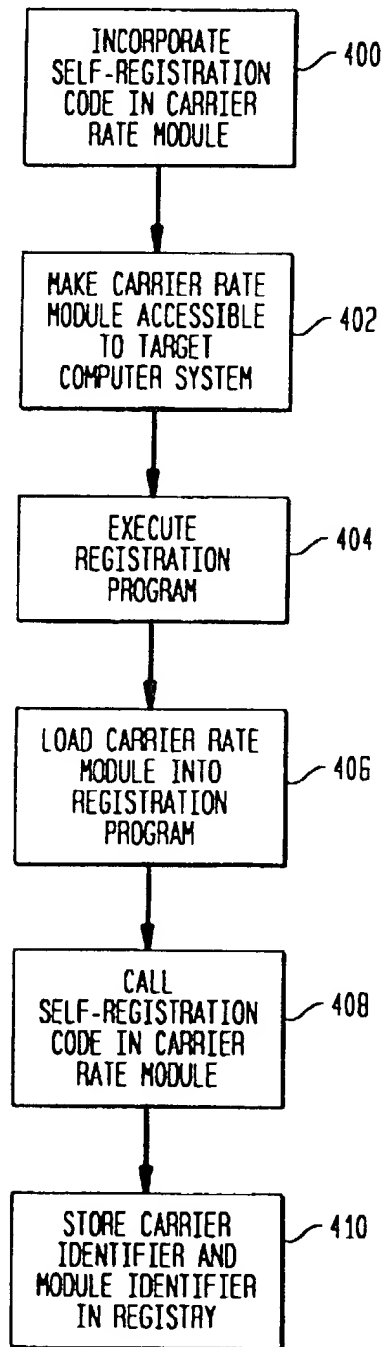 INCORPORATE
SELF-REGISTRATION
CODE IN CARRIER
RATE MODULE
400
MAKE CARRIER RATE
MODULE ACCESSIBLE
TO TARGET
COMPUTER SYSTEM
402
EXECUTE
REGISTRATION
PROGRAM
404
LOAD CARRIER RATE
MODULE INTO
REGISTRATION
PROGRAM
406
CALL
SELF-REGISTRATION
CODE IN CARRIER
RATE MODULE
408
STORE CARRIER
IDENTIFIER AND
MODULE IDENTIFIER
IN REGISTRY
410